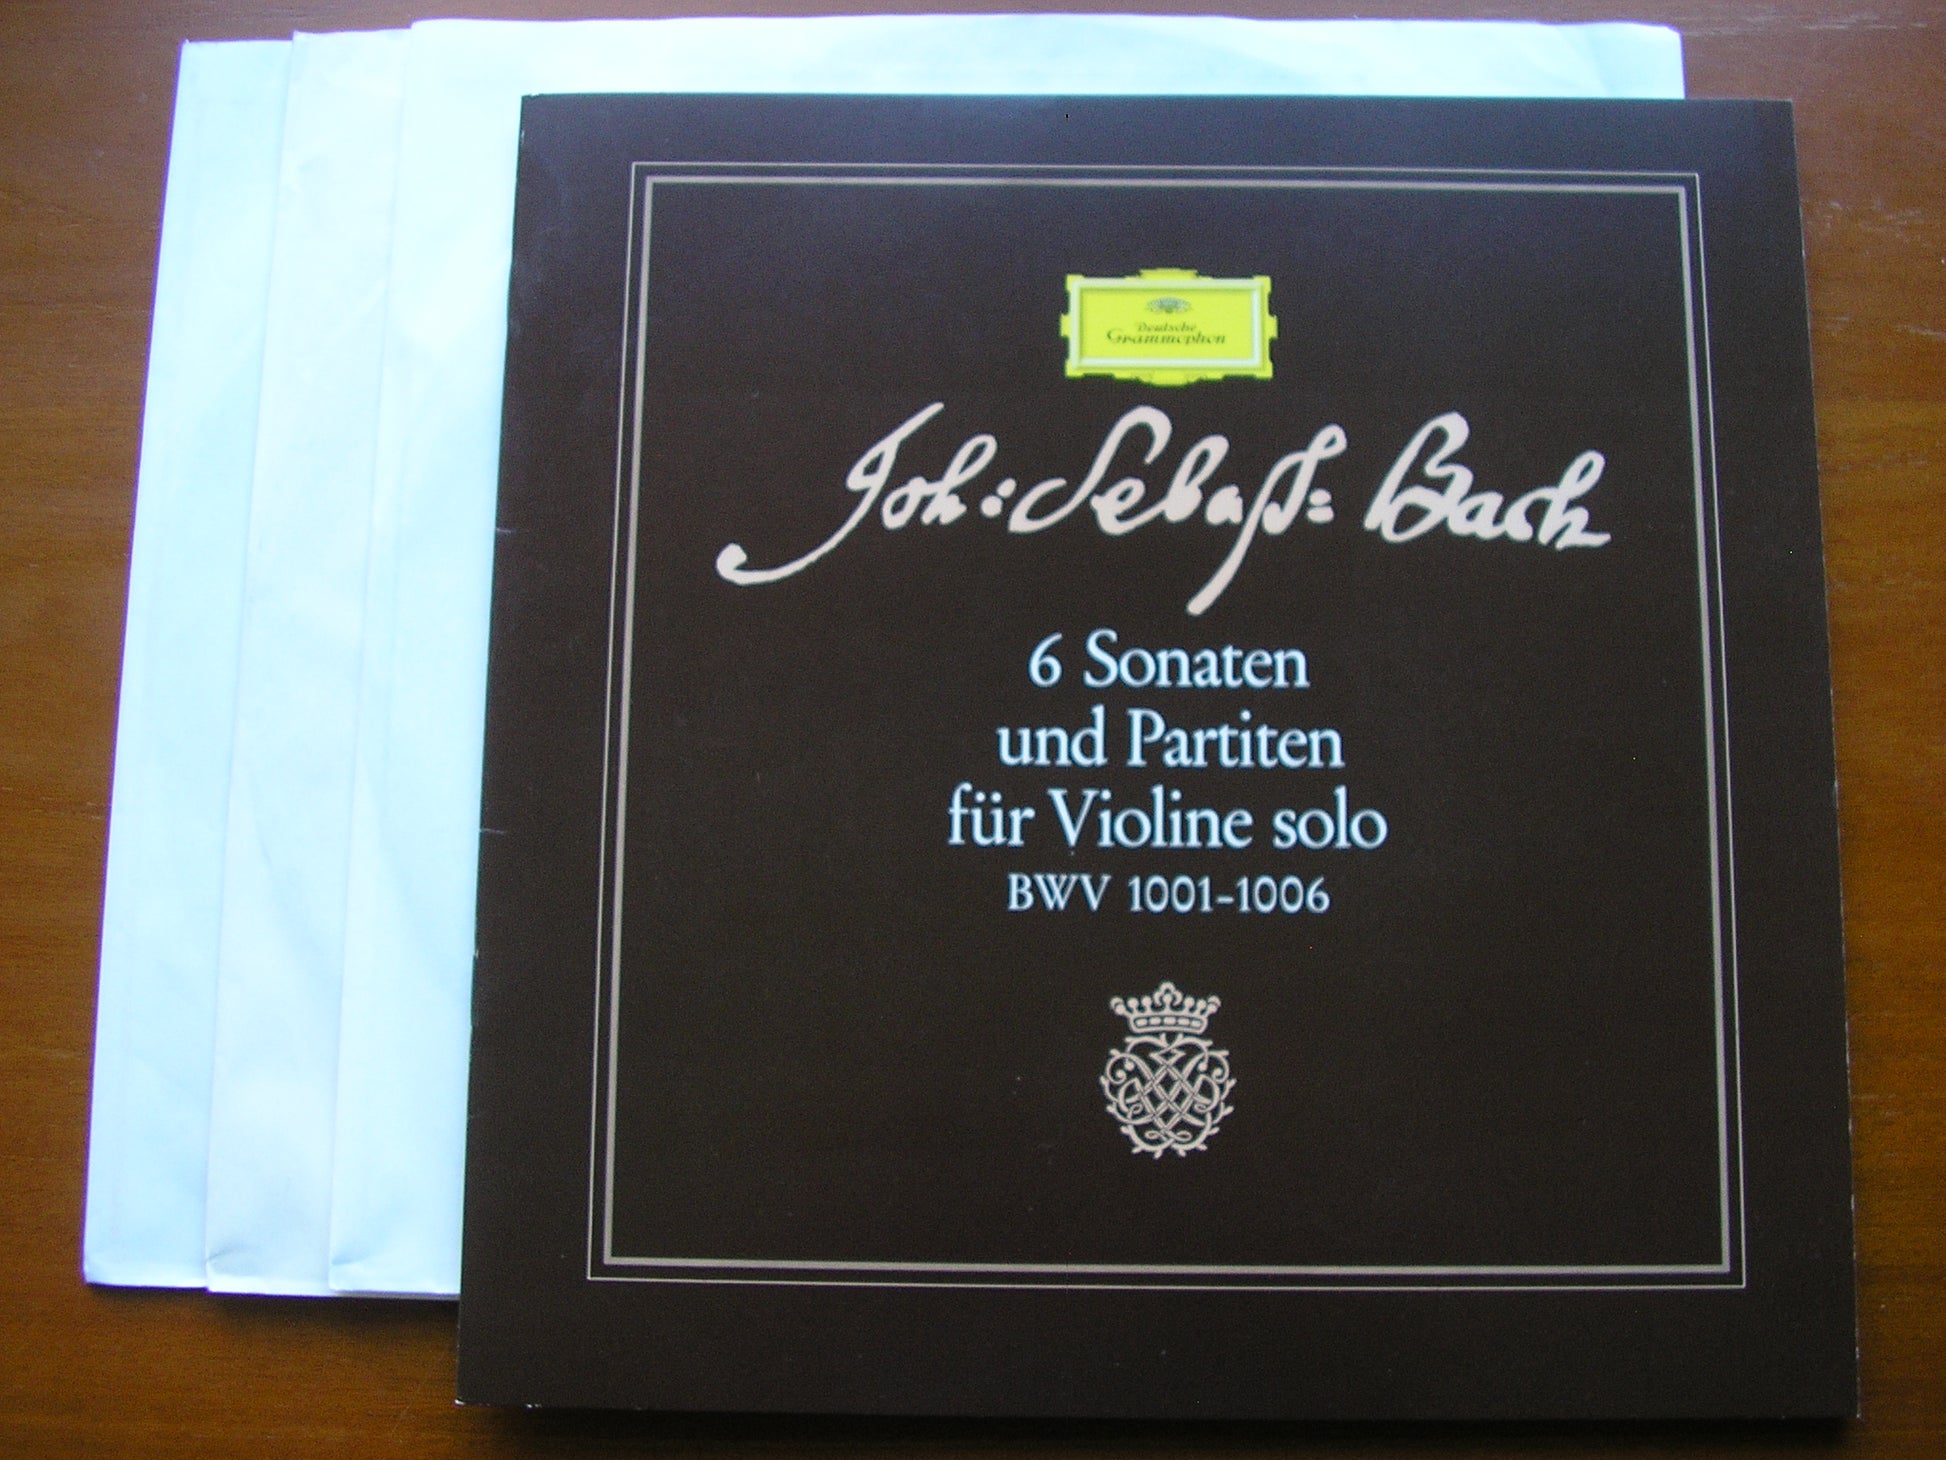 Deutsche
Grammophon
Joh: Sebaſt: Bach
6 Sonaten
und Partiten
für Violine solo
BWV 1001-1006